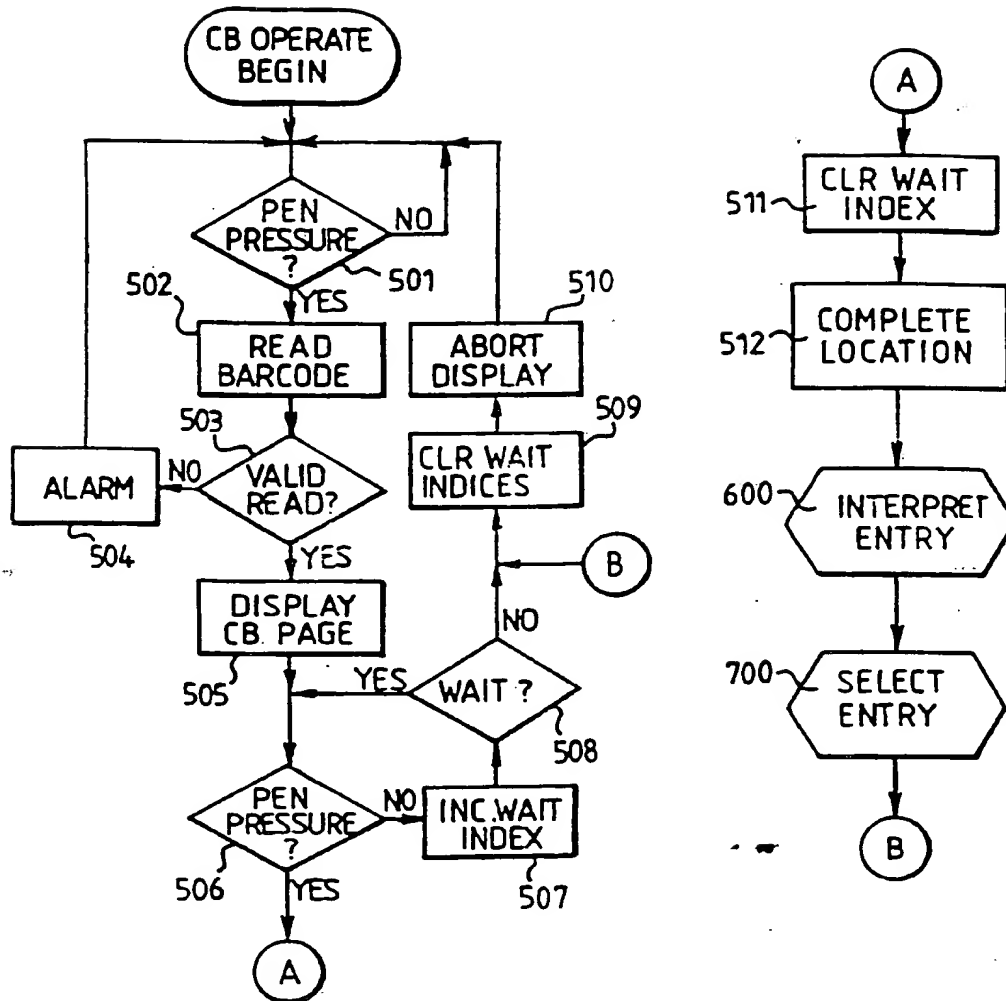 CB OPERATE
BEGIN
PEN
PRESSURE
?
NO
501
YES
502
READ
BARCODE
503
VALID
READ?
NO
ALARM
504
YES
DISPLAY
CB. PAGE
505
PEN
PRESSURE
?
506
NO
YES
A
INC.WAIT
INDEX
507
WAIT ?
508
YES
NO
B
CLR WAIT
INDICES
509
ABORT
DISPLAY
510
A
511
CLR WAIT
INDEX
512
COMPLETE
LOCATION
600
INTERPRET
ENTRY
700
SELECT
ENTRY
B